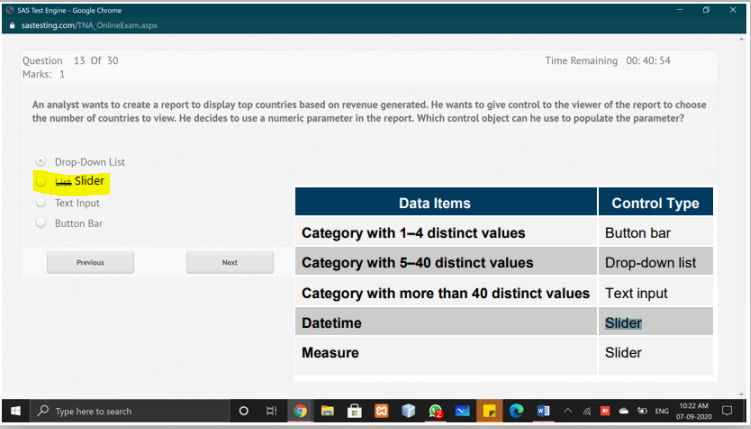 SAS Test Engine - Google Chrome
sastesting.com/TNA_OnlineExam.aspx
Question 13 Of 30
Time Remaining 00: 40: 54
Marks: 1
An analyst wants to create a report to display top countries based on revenue generated. He wants to give control to the viewer of the report to choose
the number of countries to view. He decides to use a numeric parameter in the report. Which control object can he use to populate the parameter?
Drop-Down List
List Slider
Text Input
Button Bar
Previous
Next
Data Items Control Type
Category with 1–4 distinct values Button bar
Category with 5–40 distinct values Drop-down list
Category with more than 40 distinct values Text input
Datetime Slider
Measure Slider
Type here to search
ENG
10:22 AM
07-09-2020